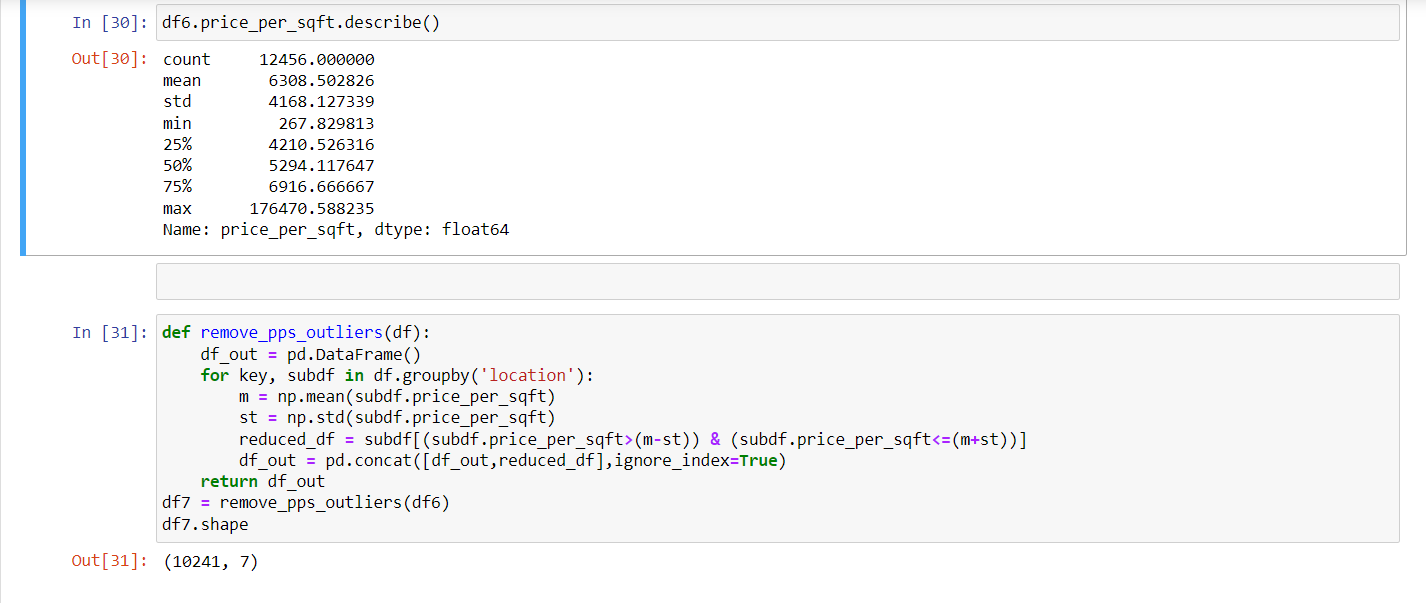 In [30]: df6.price_per_sqft.describe()
Out[30]: count     12456.000000
mean       6308.502826
std        4168.127339
min         267.829813
25%        4210.526316
50%        5294.117647
75%        6916.666667
max      176470.588235
Name: price_per_sqft, dtype: float64
In [31]: def remove_pps_outliers(df):
    df_out = pd.DataFrame()
    for key, subdf in df.groupby('location'):
        m = np.mean(subdf.price_per_sqft)
        st = np.std(subdf.price_per_sqft)
        reduced_df = subdf[(subdf.price_per_sqft>(m-st)) & (subdf.price_per_sqft<=(m+st))]
        df_out = pd.concat([df_out,reduced_df],ignore_index=True)
    return df_out
df7 = remove_pps_outliers(df6)
df7.shape
Out[31]: (10241, 7)